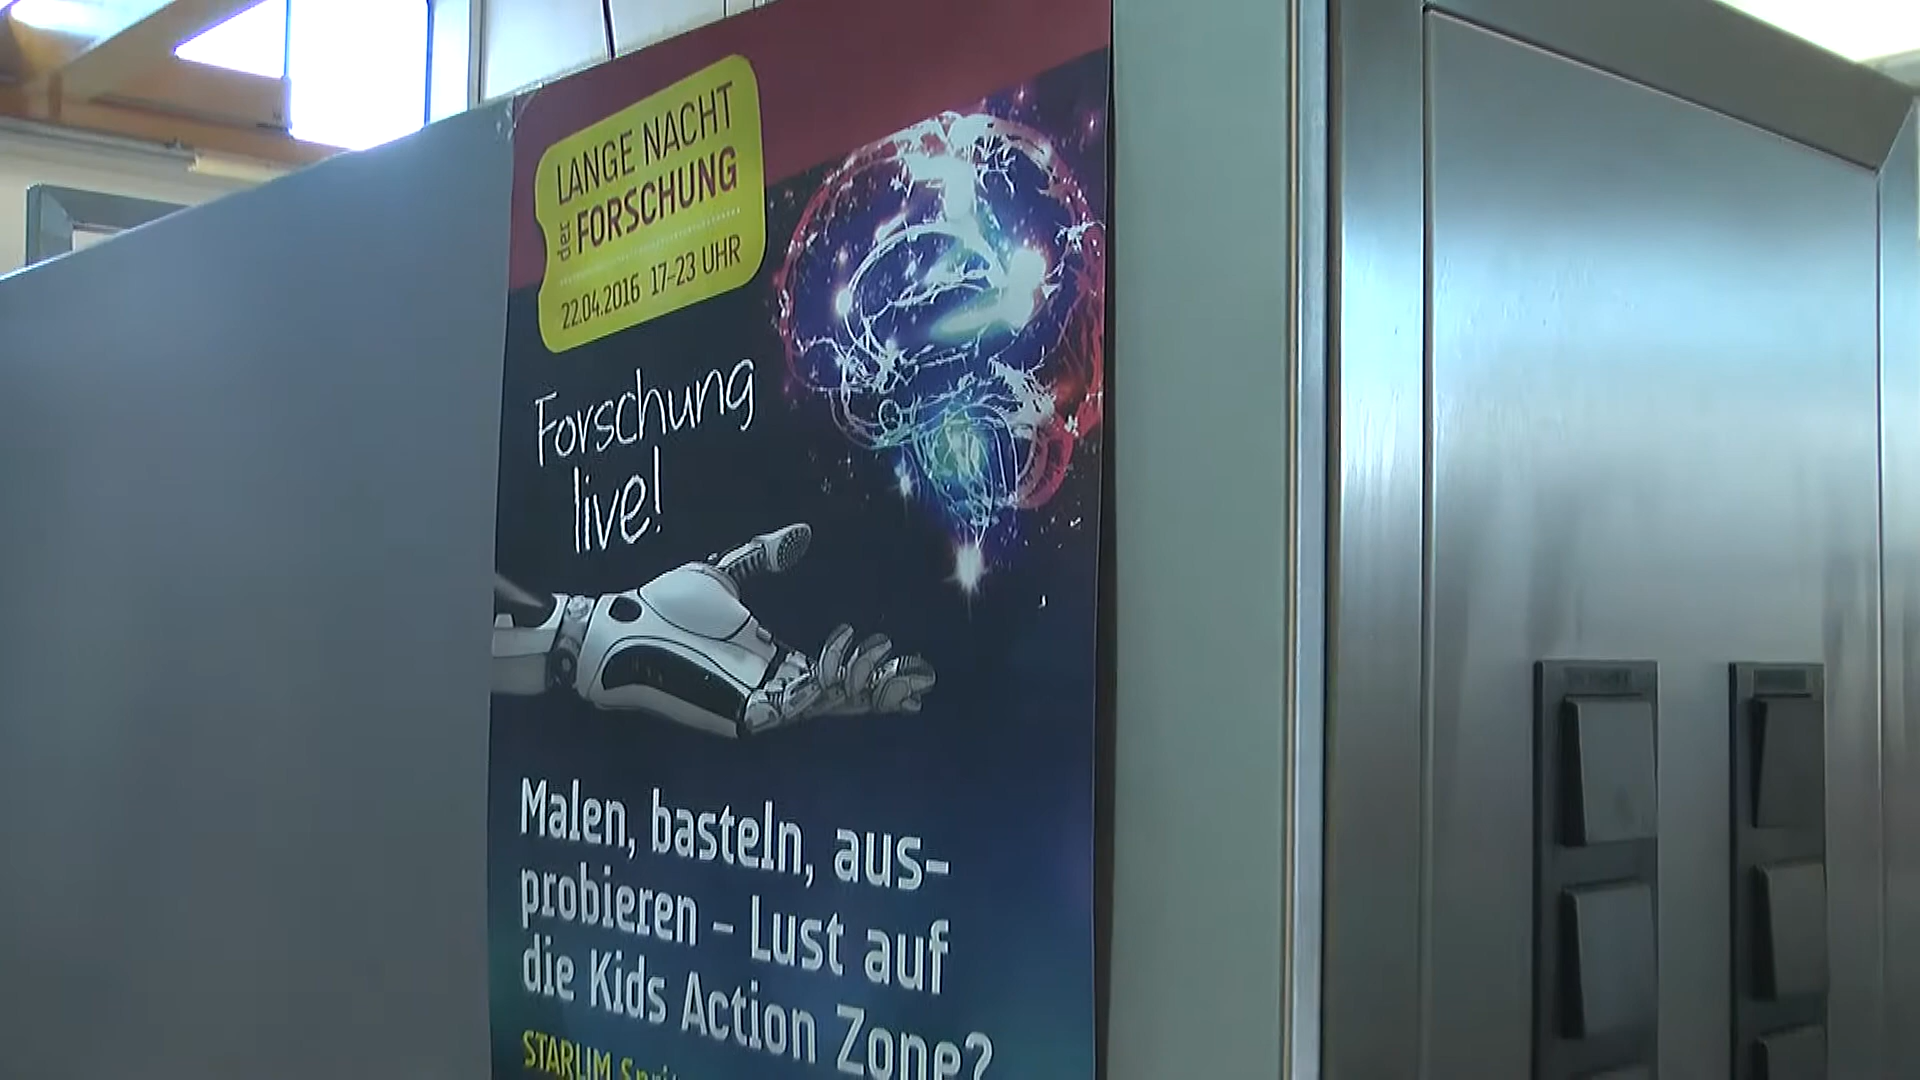 LANGE NACHT
der FORSCHUNG
22.04.2016 17-23 UHR
Forschung
live!
Malen, basteln, aus-
probieren – Lust auf
die Kids Action Zone?
STARLIM